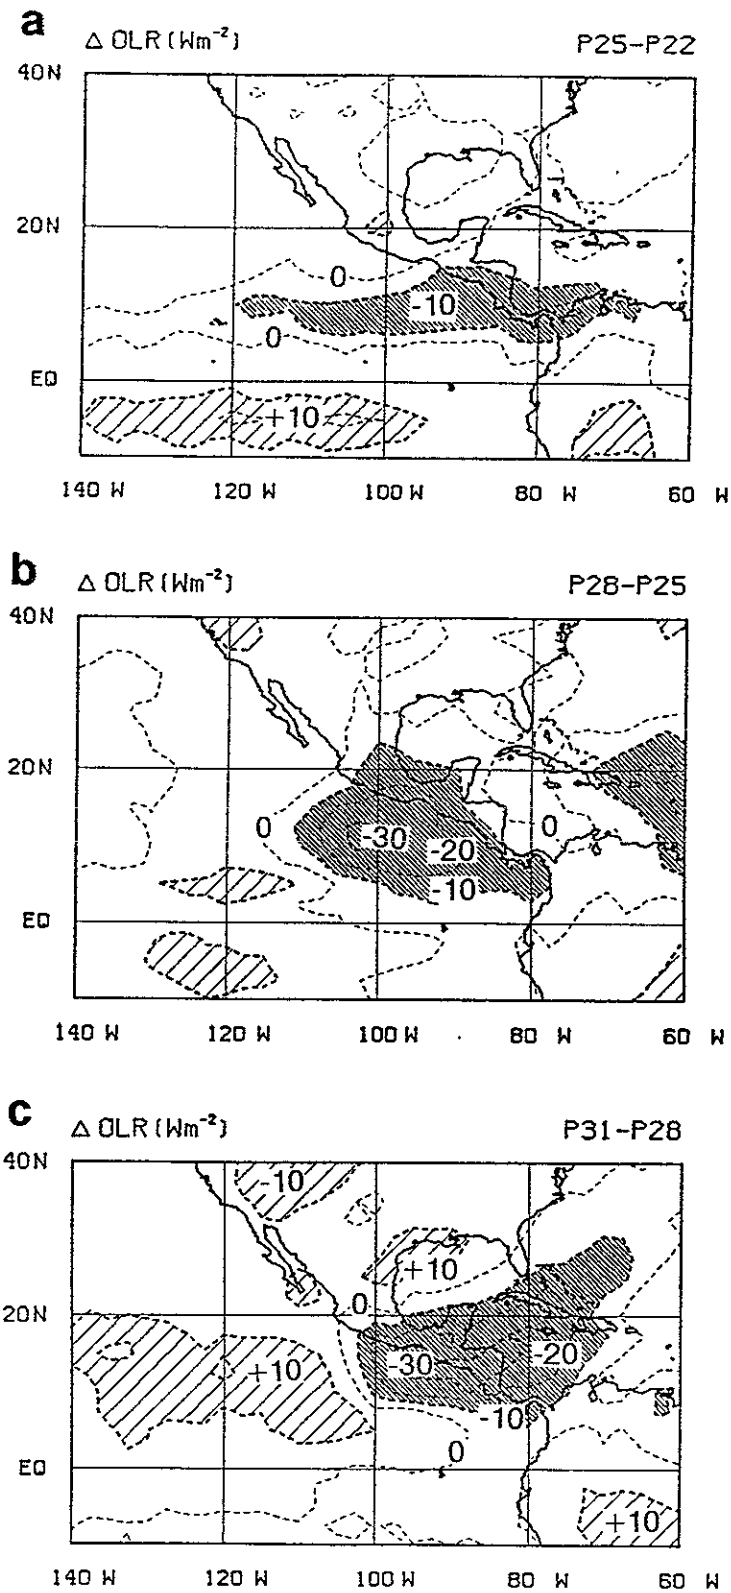 a
Δ OLR(Wm⁻²) P25-P22
40N
20N
0
-10
0
EQ
+10
140 W 120 W 100 W 80 W 60 W
b
Δ OLR(Wm⁻²) P28-P25
40N
20N
0 -30 -20 0
-10
EQ
140 W 120 W 100 W 80 W 60 W
c
Δ OLR(Wm⁻²) P31-P28
40N
-10
+10
0
20N
+10 -30 -20
-10
0
EQ
+10
140 W 120 W 100 W 80 W 60 W